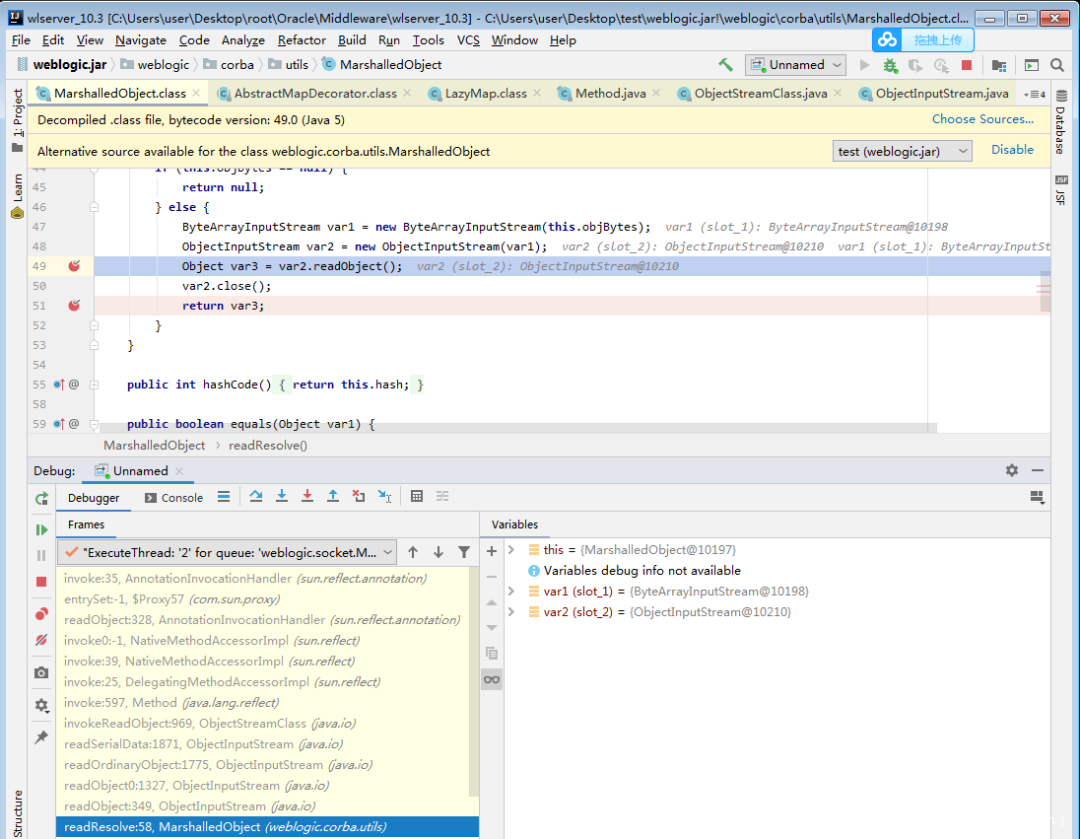 wlserver_10.3 [C:\Users\user\Desktop\root\Oracle\Middleware\wlserver_10.3] - C:\Users\user\Desktop\test\weblogic.jar!\weblogic\corba\utils\MarshalledObject.cl...
File Edit View Navigate Code Analyze Refactor Build Run Tools VCS Window Help
拖拽上传
weblogic.jar weblogic corba utils MarshalledObject
Unnamed
MarshalledObject.class AbstractMapDecorator.class LazyMap.class Method.java ObjectStreamClass.java ObjectInputStream.java
4
1: Project
Learn
Structure
Database
JSF
JSF
Decompiled .class file, bytecode version: 49.0 (Java 5)
Choose Sources...
Alternative source available for the class weblogic.corba.utils.MarshalledObject
test (weblogic.jar)
Disable
44 if (this.objBytes == null) {
45 return null;
46 } else {
47 ByteArrayInputStream var1 = new ByteArrayInputStream(this.objBytes); var1 (slot_1): ByteArrayInputStream@10198
48 ObjectInputStream var2 = new ObjectInputStream(var1); var2 (slot_2): ObjectInputStream@10210 var1 (slot_1): ByteArrayInputSt
49 Object var3 = var2.readObject(); var2 (slot_2): ObjectInputStream@10210
50 var2.close();
51 return var3;
52 }
53 }
54
55 @ public int hashCode() { return this.hash; }
58
59 @ public boolean equals(Object var1) {
MarshalledObject readResolve()
Debug: Unnamed
Debugger Console
Frames
Variables
"ExecuteThread: '2' for queue: 'weblogic.socket.M...
invoke:35, AnnotationInvocationHandler (sun.reflect.annotation)
entrySet:-1, $Proxy57 (com.sun.proxy)
readObject:328, AnnotationInvocationHandler (sun.reflect.annotation)
invoke0:-1, NativeMethodAccessorImpl (sun.reflect)
invoke:39, NativeMethodAccessorImpl (sun.reflect)
invoke:25, DelegatingMethodAccessorImpl (sun.reflect)
invoke:597, Method (java.lang.reflect)
invokeReadObject:969, ObjectStreamClass (java.io)
readSerialData:1871, ObjectInputStream (java.io)
readOrdinaryObject:1775, ObjectInputStream (java.io)
readObject0:1327, ObjectInputStream (java.io)
readObject:349, ObjectInputStream (java.io)
readResolve:58, MarshalledObject (weblogic.corba.utils)
this = {MarshalledObject@10197}
Variables debug info not available
var1 (slot_1) = {ByteArrayInputStream@10198}
var2 (slot_2) = {ObjectInputStream@10210}